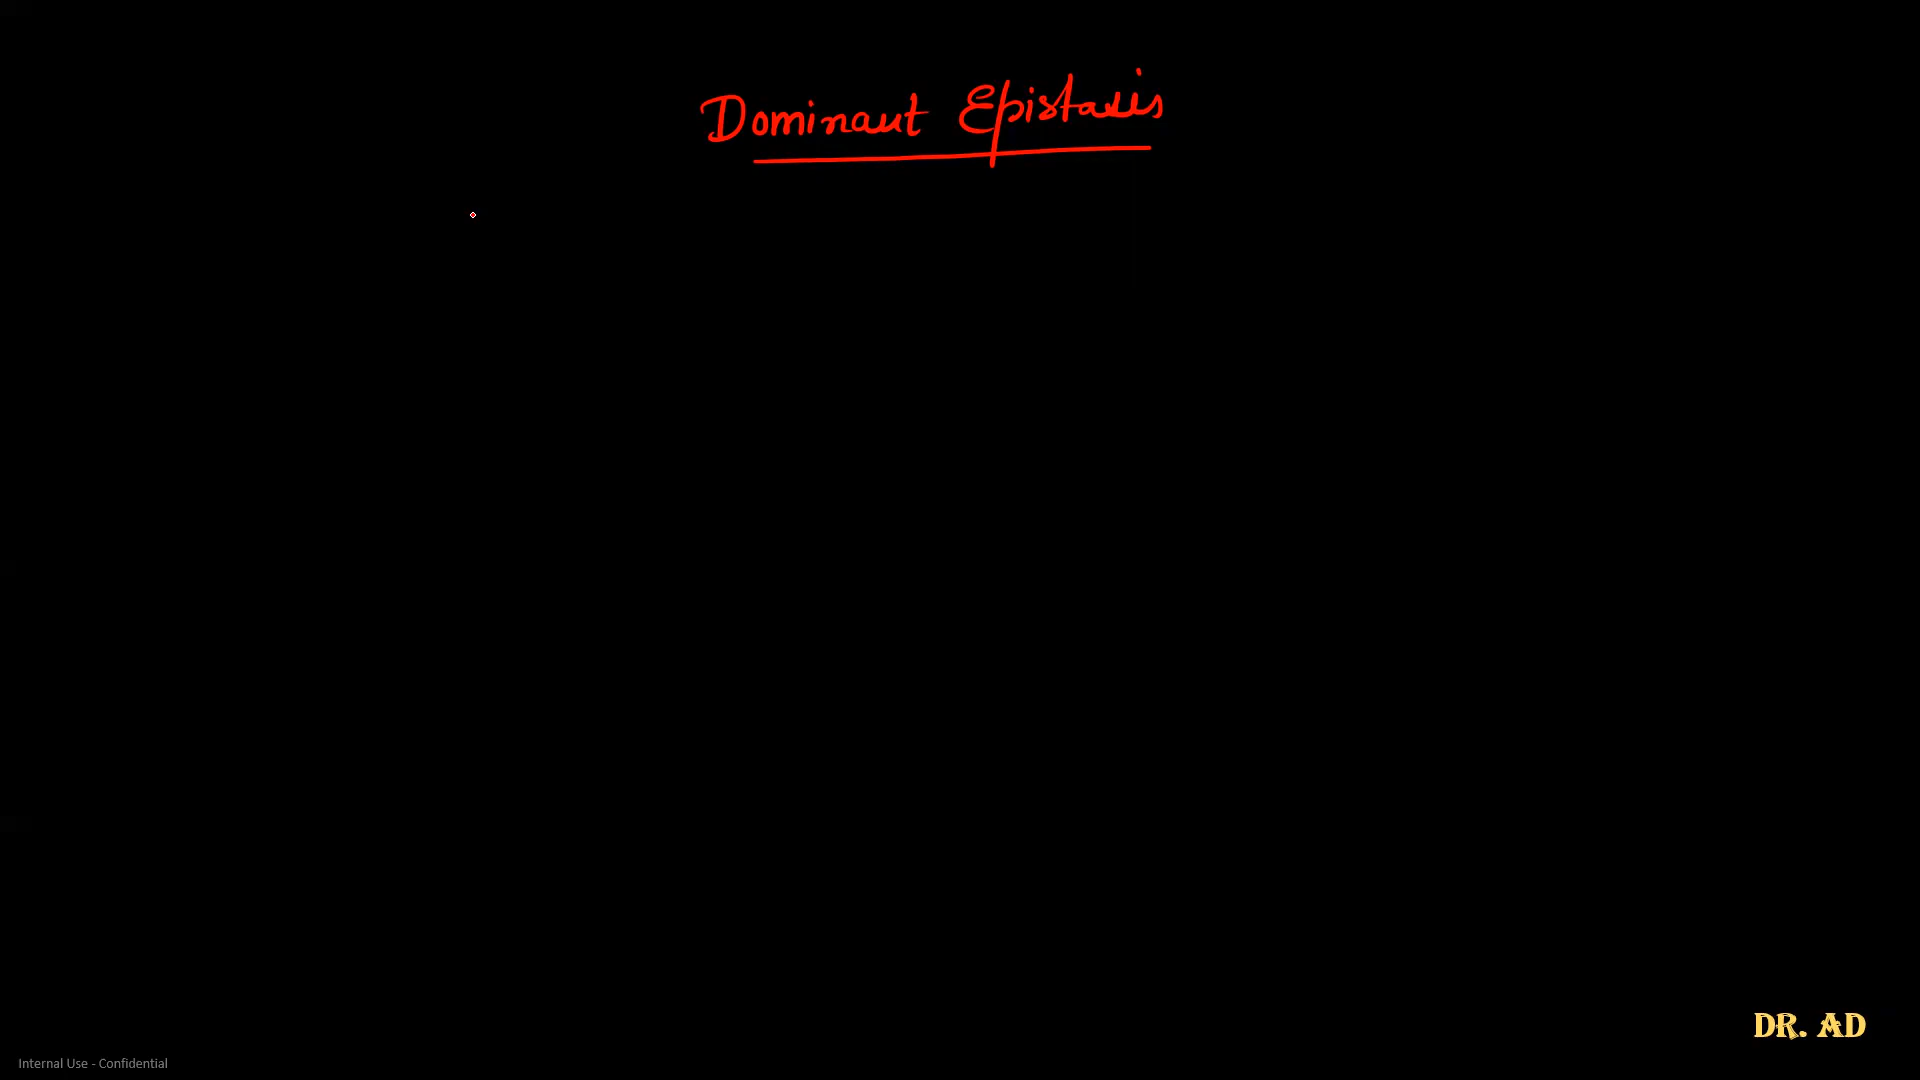 Dominant Epistasis
DR. AD
Internal Use - Confidential